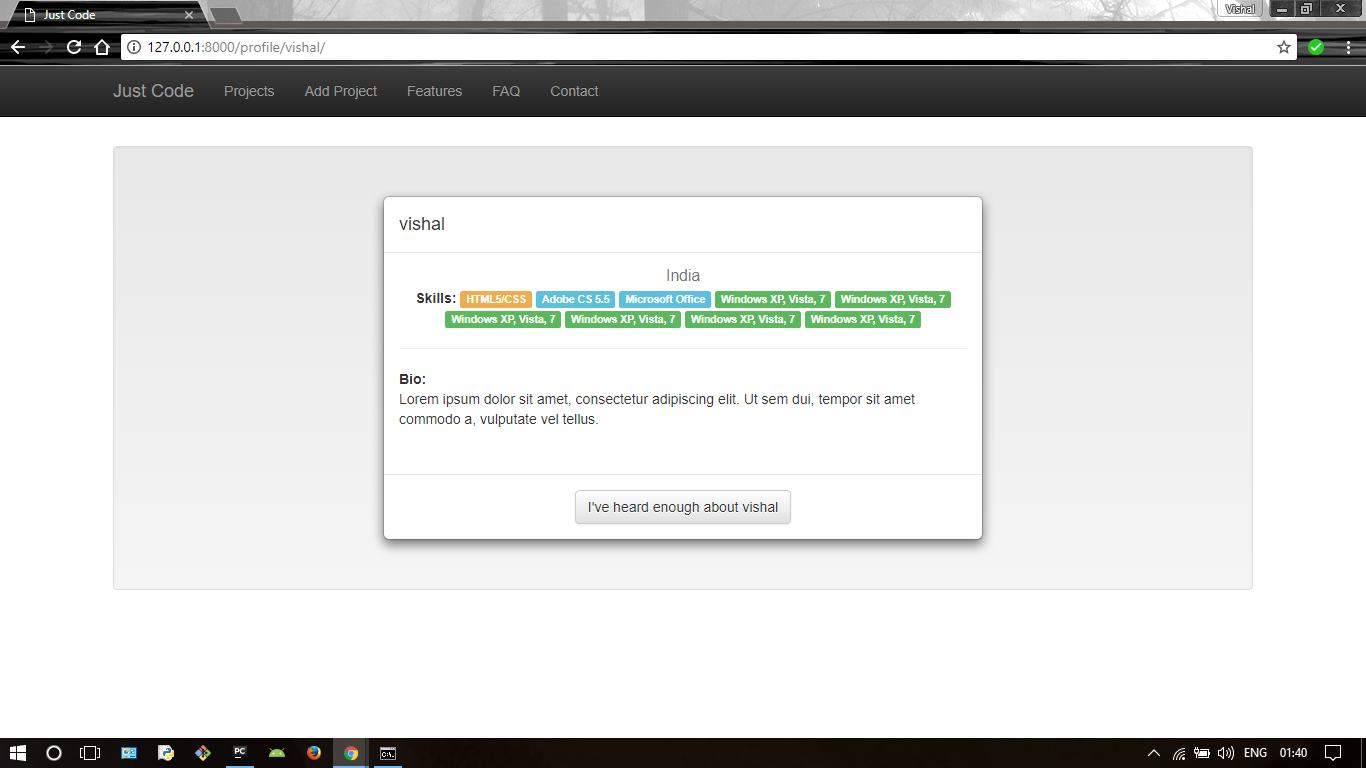 Just Code
Vishal
127.0.0.1:8000/profile/vishal/
Just Code Projects Add Project Features FAQ Contact
vishal
India
Skills: HTML5/CSS Adobe CS 5.5 Microsoft Office Windows XP, Vista, 7 Windows XP, Vista, 7
Windows XP, Vista, 7 Windows XP, Vista, 7 Windows XP, Vista, 7 Windows XP, Vista, 7
Bio:
Lorem ipsum dolor sit amet, consectetur adipiscing elit. Ut sem dui, tempor sit amet
commodo a, vulputate vel tellus.
I've heard enough about vishal
PC
C:\.
ENG 01:40